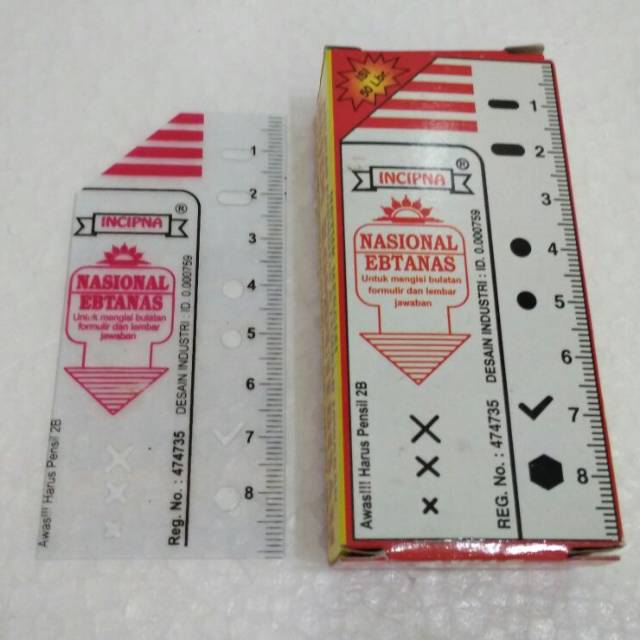 INCIPNA ®
NASIONAL
EBTANAS
Untuk mengisi bulatan
formulir dan lembar
jawaban
Awas!!! Harus Pensil 2B
Reg. No. : 474735 DESAIN INDUSTRI : ID. 0.000759
1
2
3
4
5
6
7
8
ISI
50 Lbr
INCIPNA ®
NASIONAL
EBTANAS
Untuk mengisi bulatan
formulir dan lembar
jawaban
Awas!!! Harus Pensil 2B
REG. No. : 474735 DESAIN INDUSTRI : ID. 0.000759
1
2
3
4
5
6
7
8